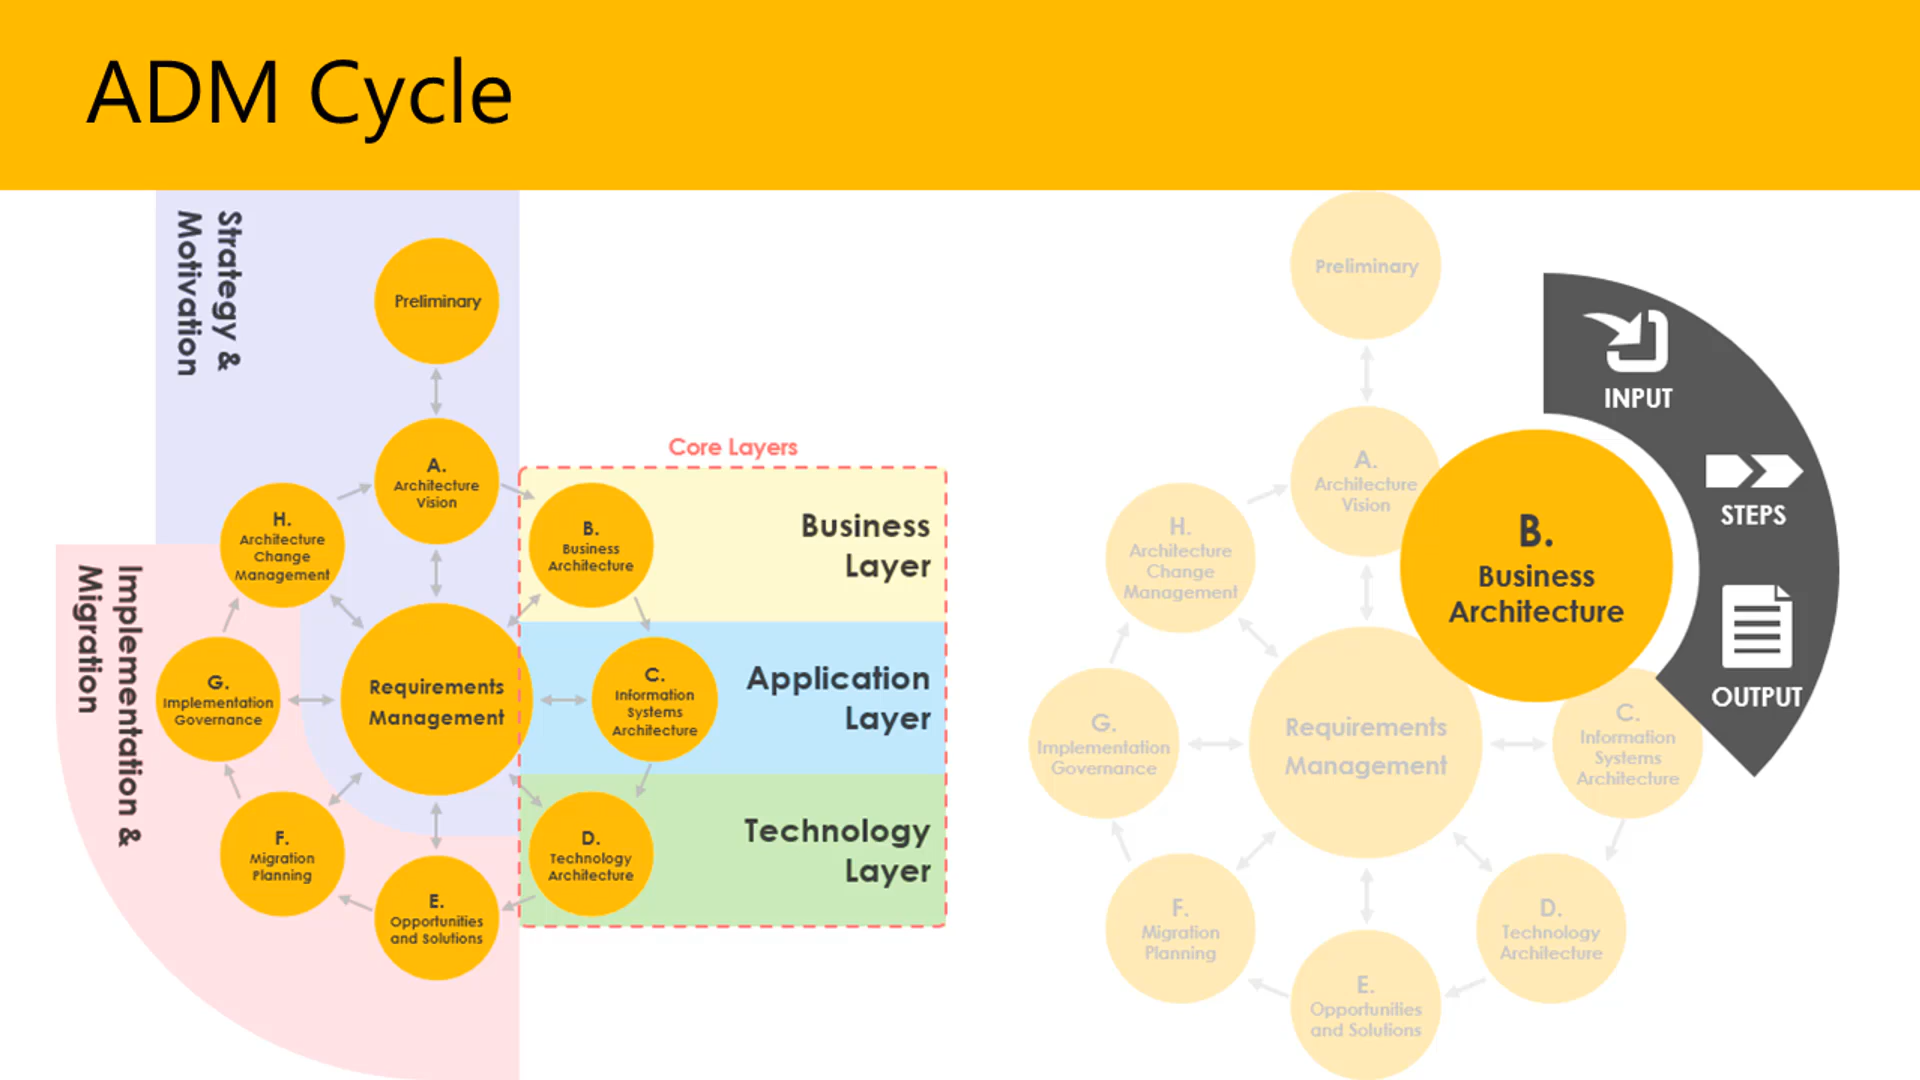 ADM Cycle
Strategy &
Motivation
Preliminary
A.
Architecture
Vision
Core Layers
B.
Business
Architecture
Business
Layer
H.
Architecture
Change
Management
Implementation &
Migration
Requirements
Management
C.
Information
Systems
Architecture
Application
Layer
G.
Implementation
Governance
F.
Migration
Planning
E.
Opportunities
and Solutions
D.
Technology
Architecture
Technology
Layer
Preliminary
A.
Architecture
Vision
INPUT
STEPS
OUTPUT
B.
Business
Architecture
H.
Architecture
Change
Management
G.
Implementation
Governance
Requirements
Management
C.
Information
Systems
Architecture
F.
Migration
Planning
D.
Technology
Architecture
E.
Opportunities
and Solutions